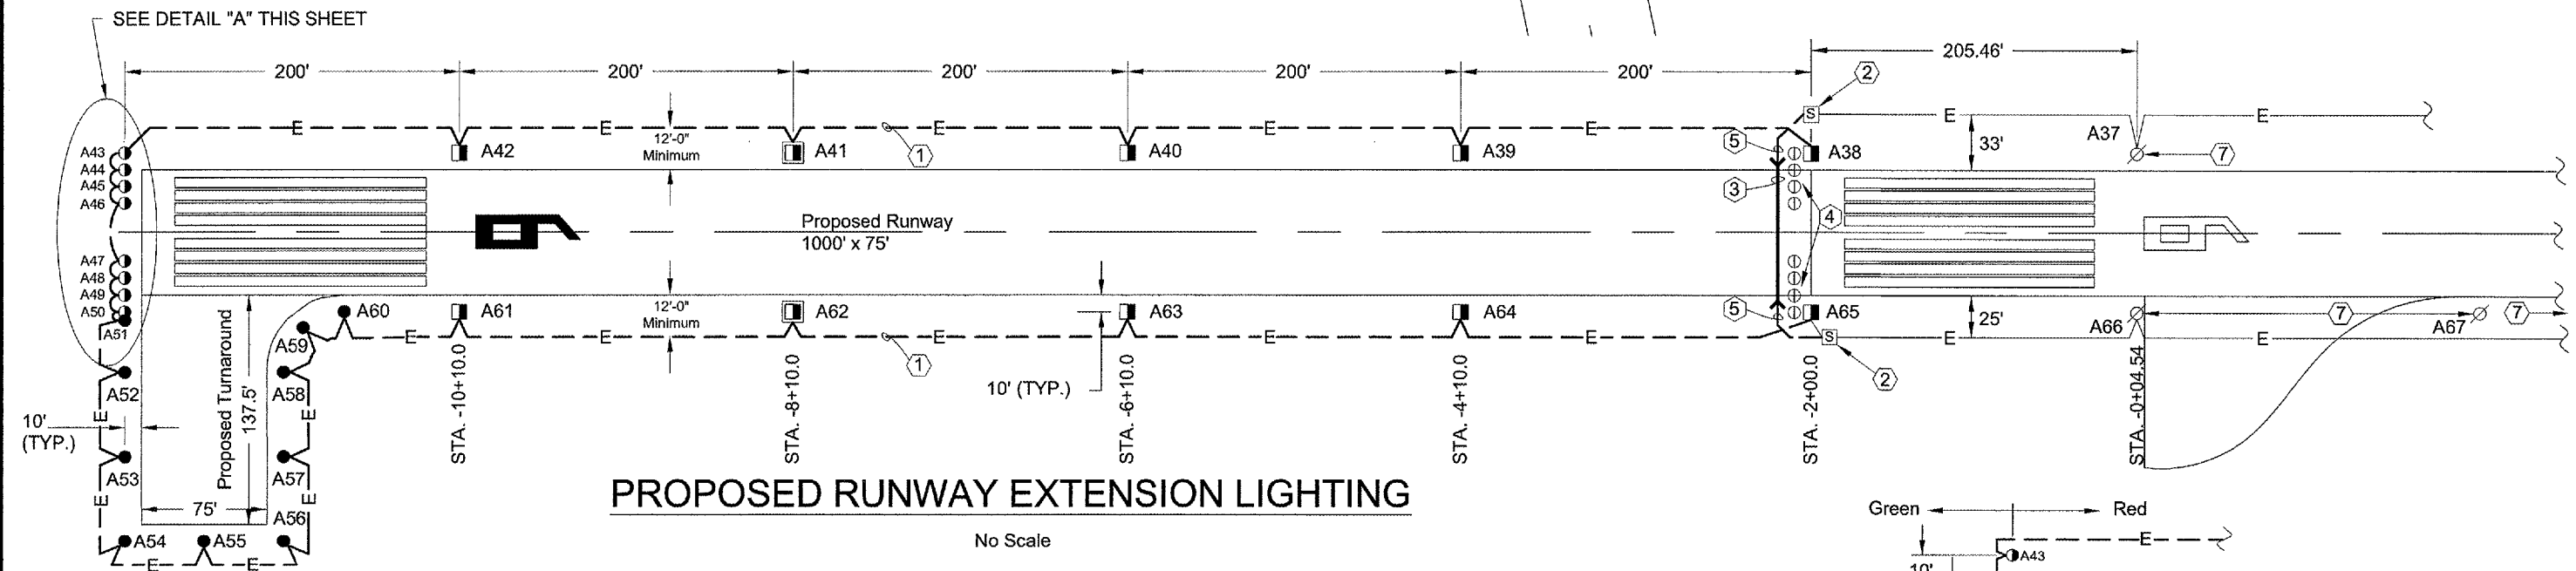 SEE DETAIL "A" THIS SHEET
205.46'
200' 200' 200' 200' 200'
2
S
E E E E E E E
A37
33'
7
A43
A44
A45
A46
A42
12'-0"
Minimum
A41
1
A40
A39
5
A38
3
4
Proposed Runway
1000' x 75'
A47
A48
A49
A50
A51
A60
A61
12'-0"
Minimum
A62
A63
A64
5
A65
25'
A66
7
A67
7
A59
E E E E E E
1
S
2
A52
A58
10' (TYP.)
10'
(TYP.)
E
E
Proposed Turnaround
137.5'
STA. -10+10.0
STA. -8+10.0
STA. -6+10.0
STA. -4+10.0
STA. -2+00.0
STA. -0+04.54
A53
A57
E
E
75'
A56
A54
A55
E E
PROPOSED RUNWAY EXTENSION LIGHTING
No Scale
Green Red
E
A43
10'